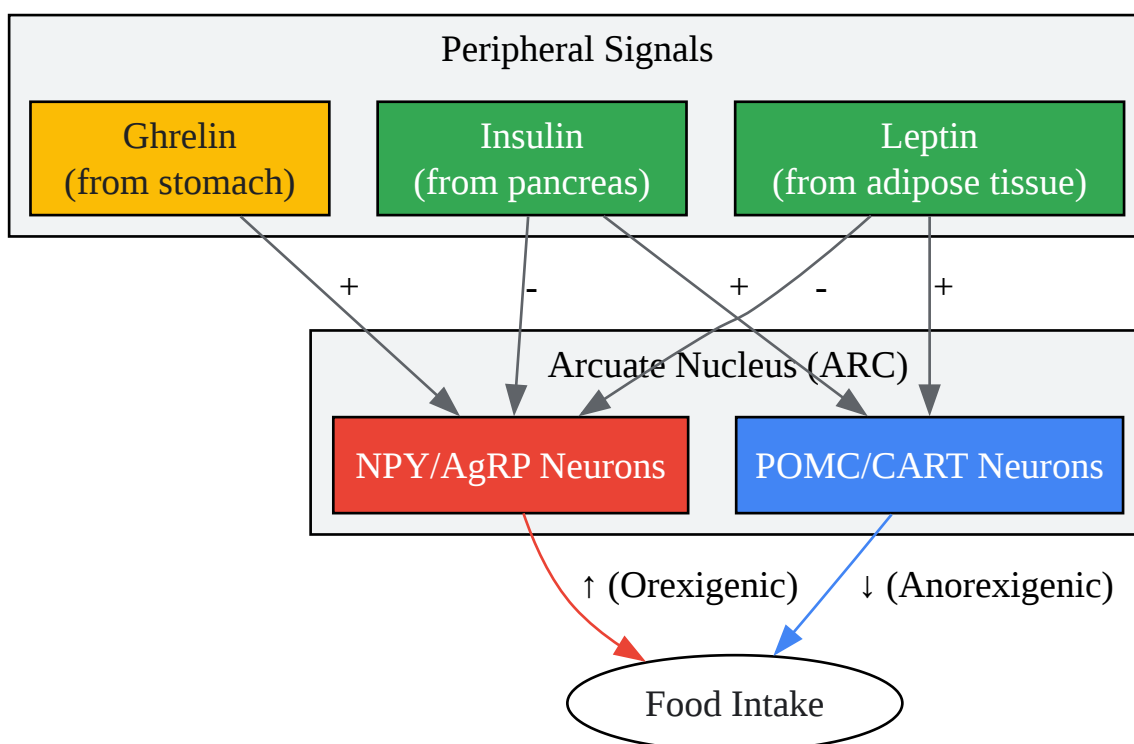 Peripheral Signals
Ghrelin
(from stomach)
Insulin
(from pancreas)
Leptin
(from adipose tissue)
+
-
+
-
+
Arcuate Nucleus (ARC)
NPY/AgRP Neurons
POMC/CART Neurons
↑ (Orexigenic)
↓ (Anorexigenic)
Food Intake